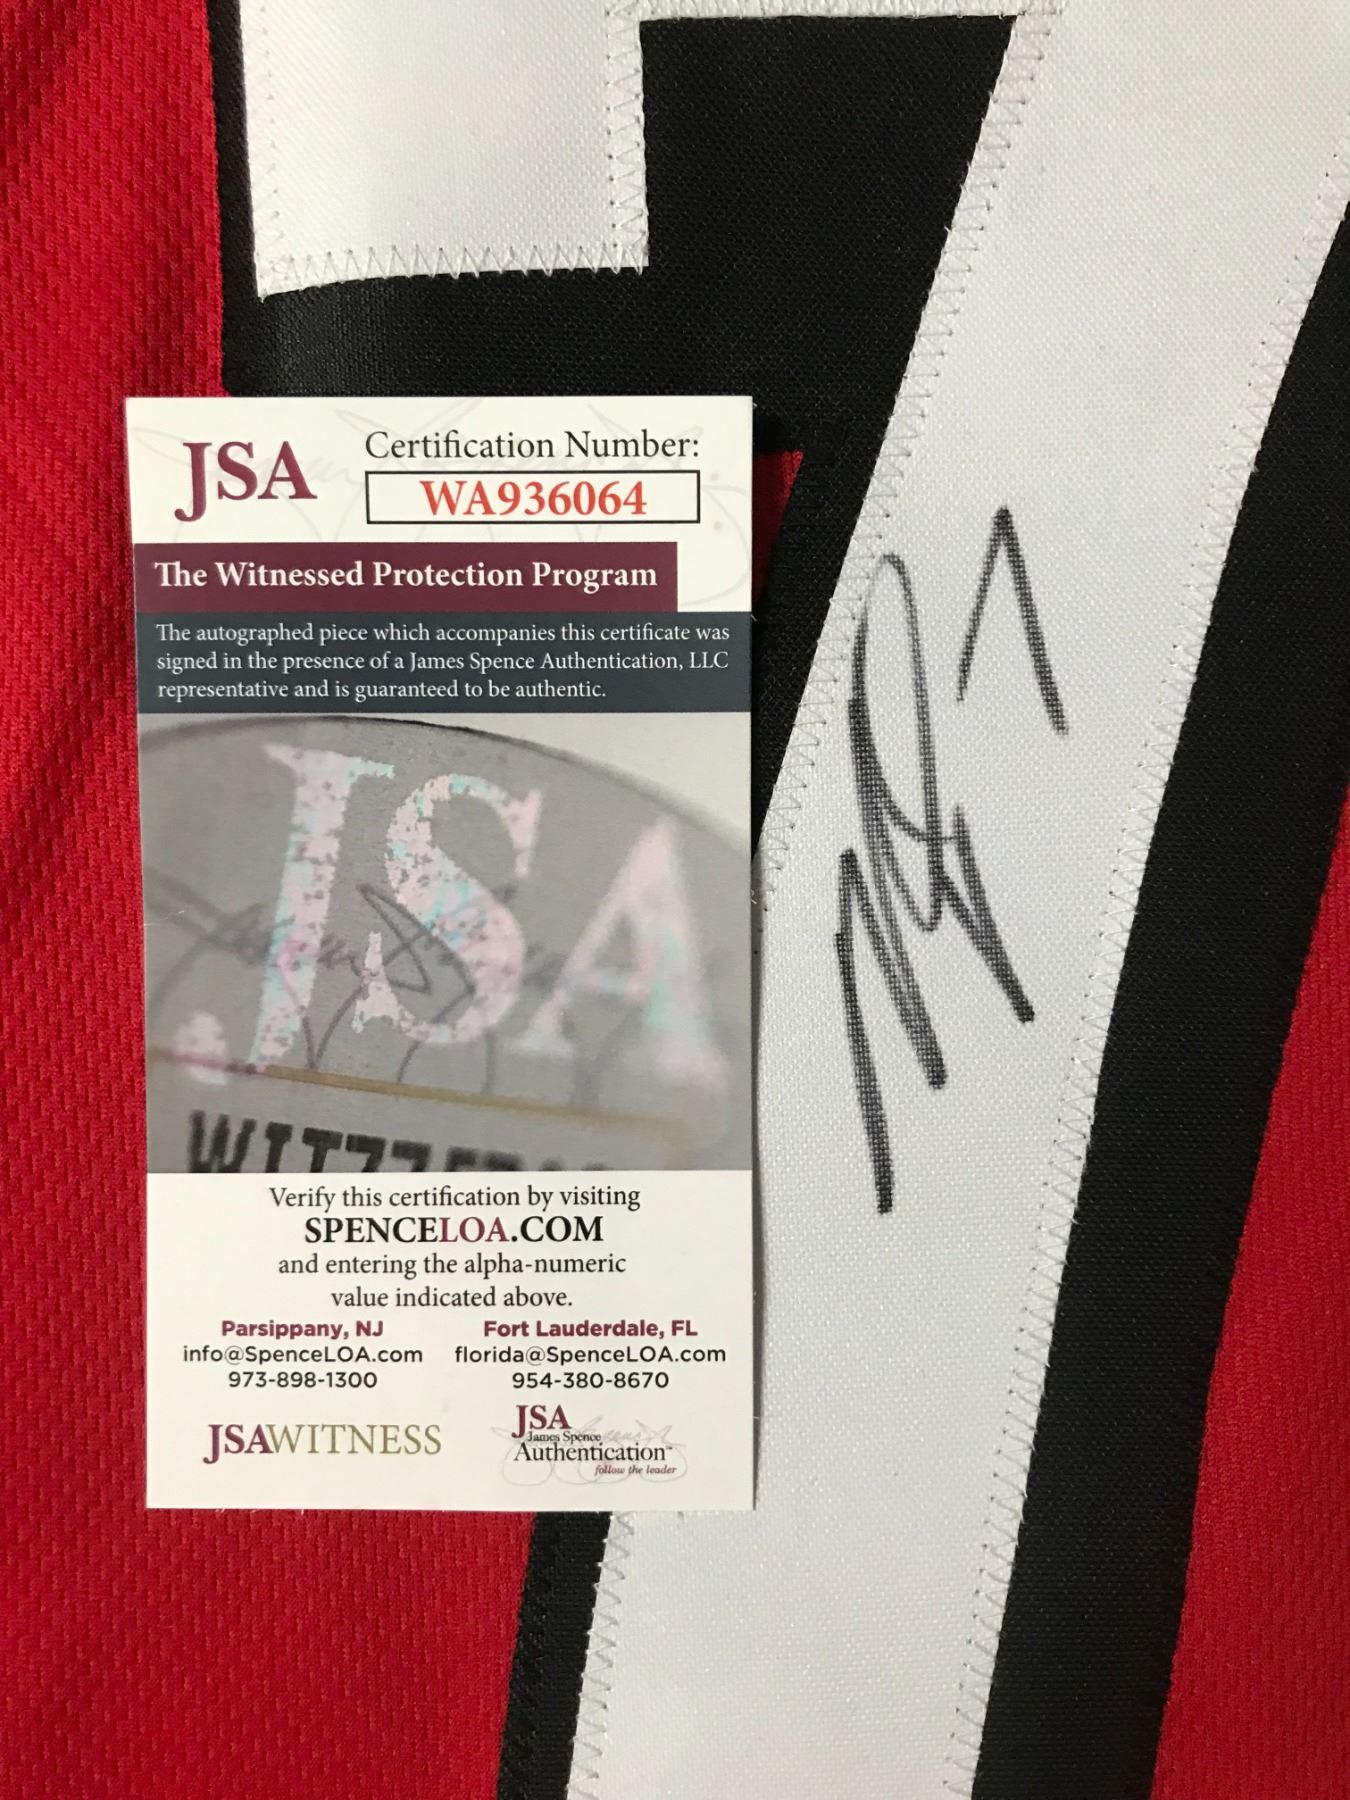 JSA
Certification Number:
WA936064
The Witnessed Protection Program
The autographed piece which accompanies this certificate was
signed in the presence of a James Spence Authentication, LLC
representative and is guaranteed to be authentic.
JSA
Verify this certification by visiting
SPENCELOA.COM
and entering the alpha-numeric
value indicated above.
Parsippany, NJ
info@SpenceLOA.com
973-898-1300
Fort Lauderdale, FL
florida@SpenceLOA.com
954-380-8670
JSAWITNESS
JSA
James Spence
Authentication™
follow the leader
7